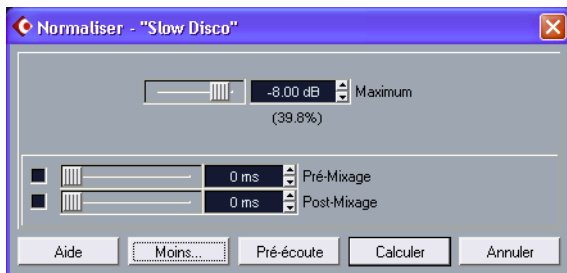 Normaliser - "Slow Disco"
-8.00 dB Maximum
(39.8%)
0 ms Pré-Mixage
0 ms Post-Mixage
Aide Moins... Pré-écoute Calculer Annuler